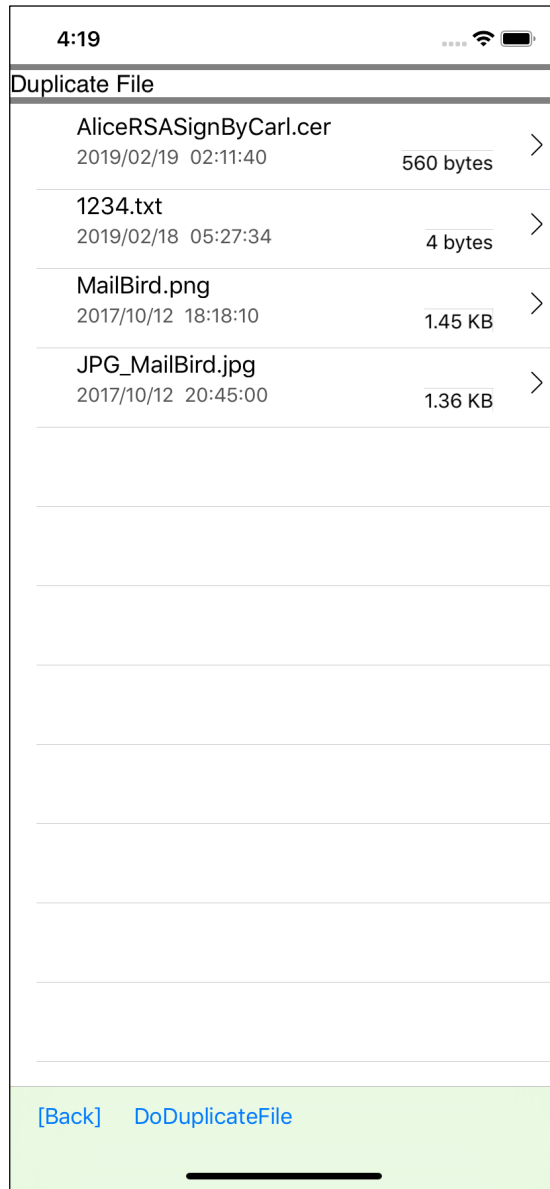 4:19
Duplicate File
AliceRSASignByCarl.cer
2019/02/19  02:11:40
560 bytes
1234.txt
2019/02/18  05:27:34
4 bytes
MailBird.png
2017/10/12  18:18:10
1.45 KB
JPG_MailBird.jpg
2017/10/12  20:45:00
1.36 KB
[Back] DoDuplicateFile